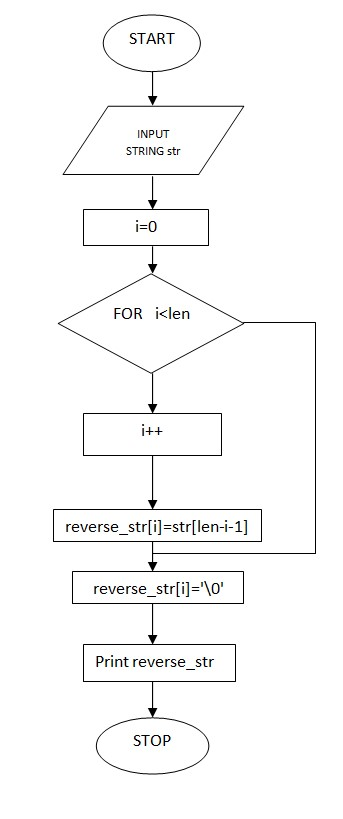 START
INPUT
STRING str
i=0
FOR i<len
i++
reverse_str[i]=str[len-i-1]
reverse_str[i]='\0'
Print reverse_str
STOP